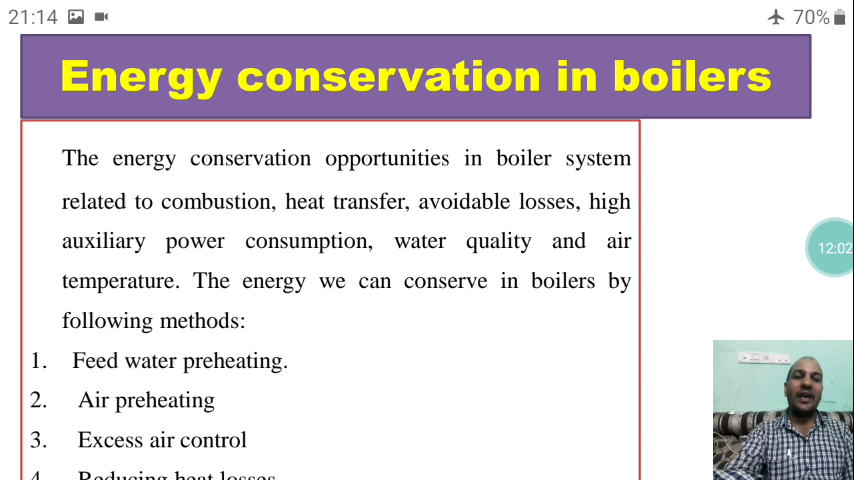 21:14 70%
Energy conservation in boilers
The energy conservation opportunities in boiler system
related to combustion, heat transfer, avoidable losses, high
auxiliary power consumption, water quality and air
temperature. The energy we can conserve in boilers by
following methods:
12:02
1. Feed water preheating.
2. Air preheating
3. Excess air control
4. Reducing heat losses